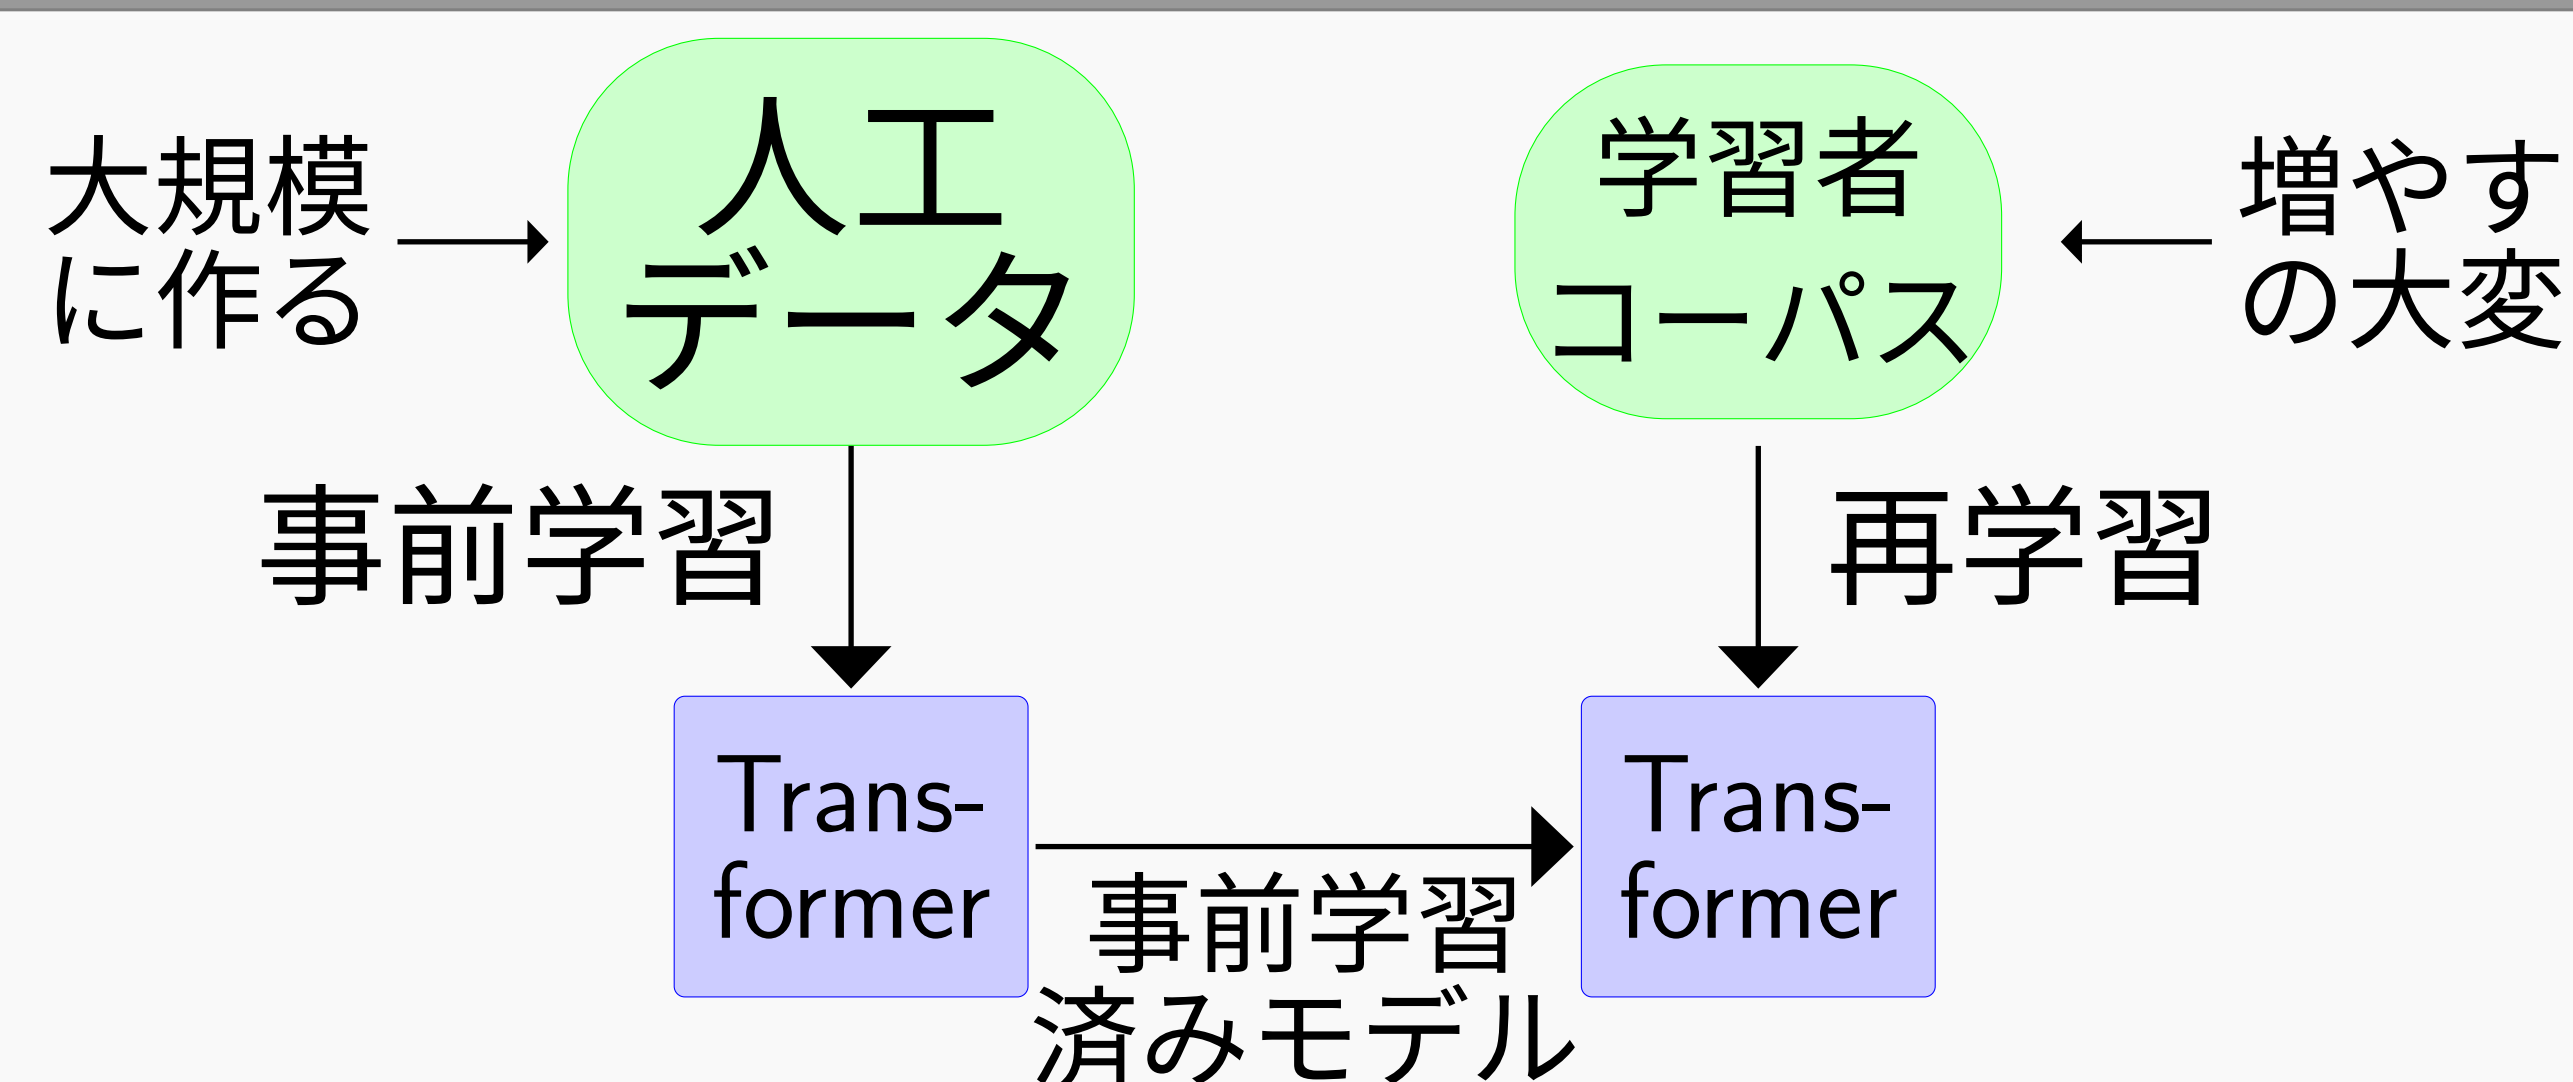 大規模
に作る
人工
データ
学習者
コーパス
増やす
の大変
事前学習
再学習
Trans-
former
事前学習
済みモデル
Trans-
former